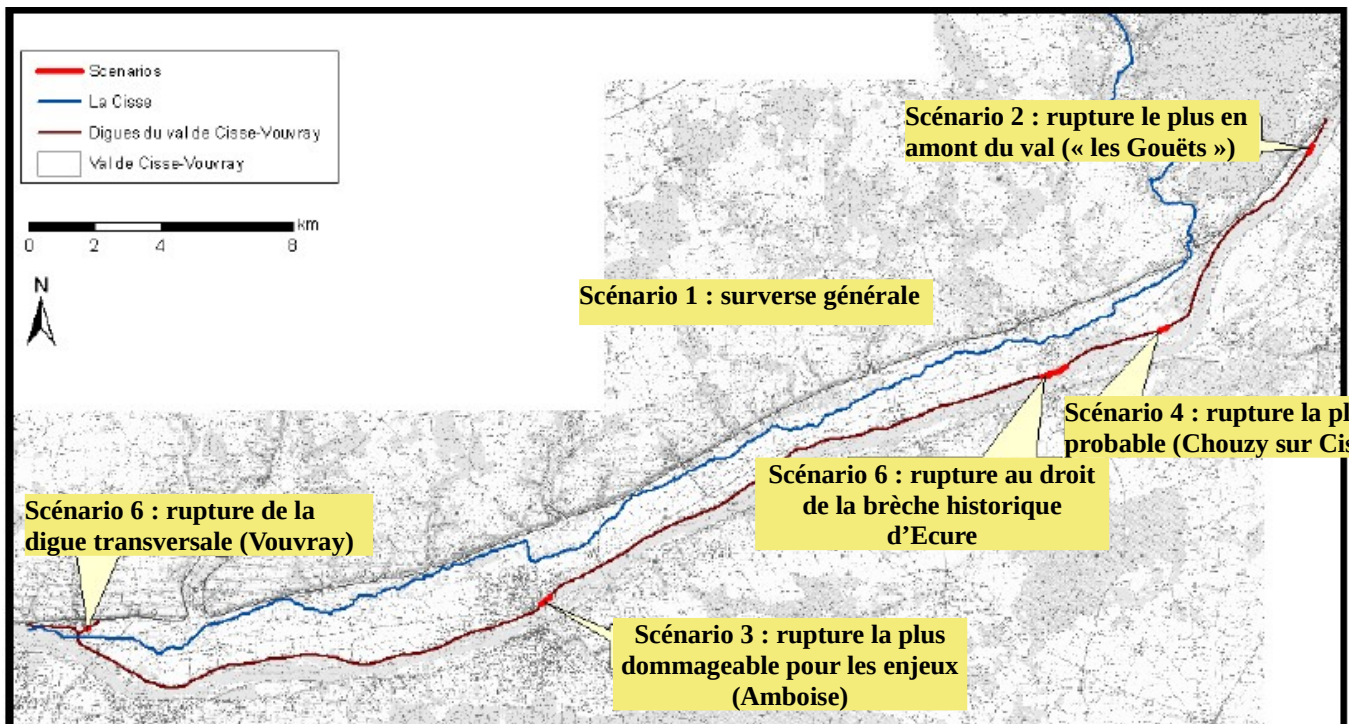 Scenarios
La Cisse
Digues du val de Cisse-Vouvray
Val de Cisse-Vouvray
km
0 2 4 8
N
Scénario 2 : rupture le plus en
amont du val (« les Gouëts »)
Scénario 1 : surverse générale
Scénario 4 : rupture la pl
probable (Chouzy sur Cis
Scénario 6 : rupture au droit
de la brèche historique
d’Ecure
Scénario 6 : rupture de la
digue transversale (Vouvray)
Scénario 3 : rupture la plus
dommageable pour les enjeux
(Amboise)